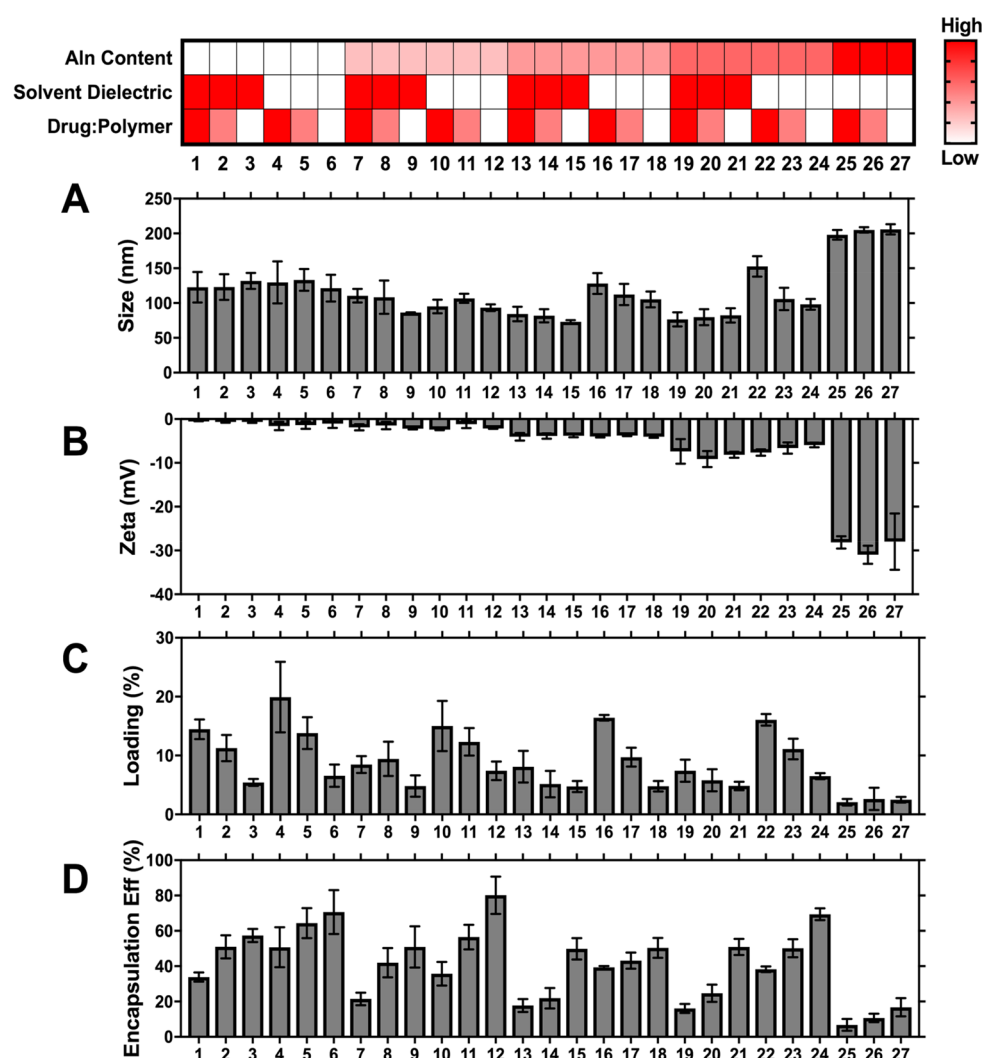 High
Aln Content
Solvent Dielectric
Drug:Polymer
Low
1 2 3 4 5 6 7 8 9 10 11 12 13 14 15 16 17 18 19 20 21 22 23 24 25 26 27
A
Size (nm)
250
200
150
100
50
0
1 2 3 4 5 6 7 8 9 10 11 12 13 14 15 16 17 18 19 20 21 22 23 24 25 26 27
B
Zeta (mV)
0
-10
-20
-30
-40
1 2 3 4 5 6 7 8 9 10 11 12 13 14 15 16 17 18 19 20 21 22 23 24 25 26 27
C
Loading (%)
30
20
10
0
1 2 3 4 5 6 7 8 9 10 11 12 13 14 15 16 17 18 19 20 21 22 23 24 25 26 27
D
Encapsulation Eff (%)
100
80
60
40
20
0
1 2 3 4 5 6 7 8 9 10 11 12 13 14 15 16 17 18 19 20 21 22 23 24 25 26 27